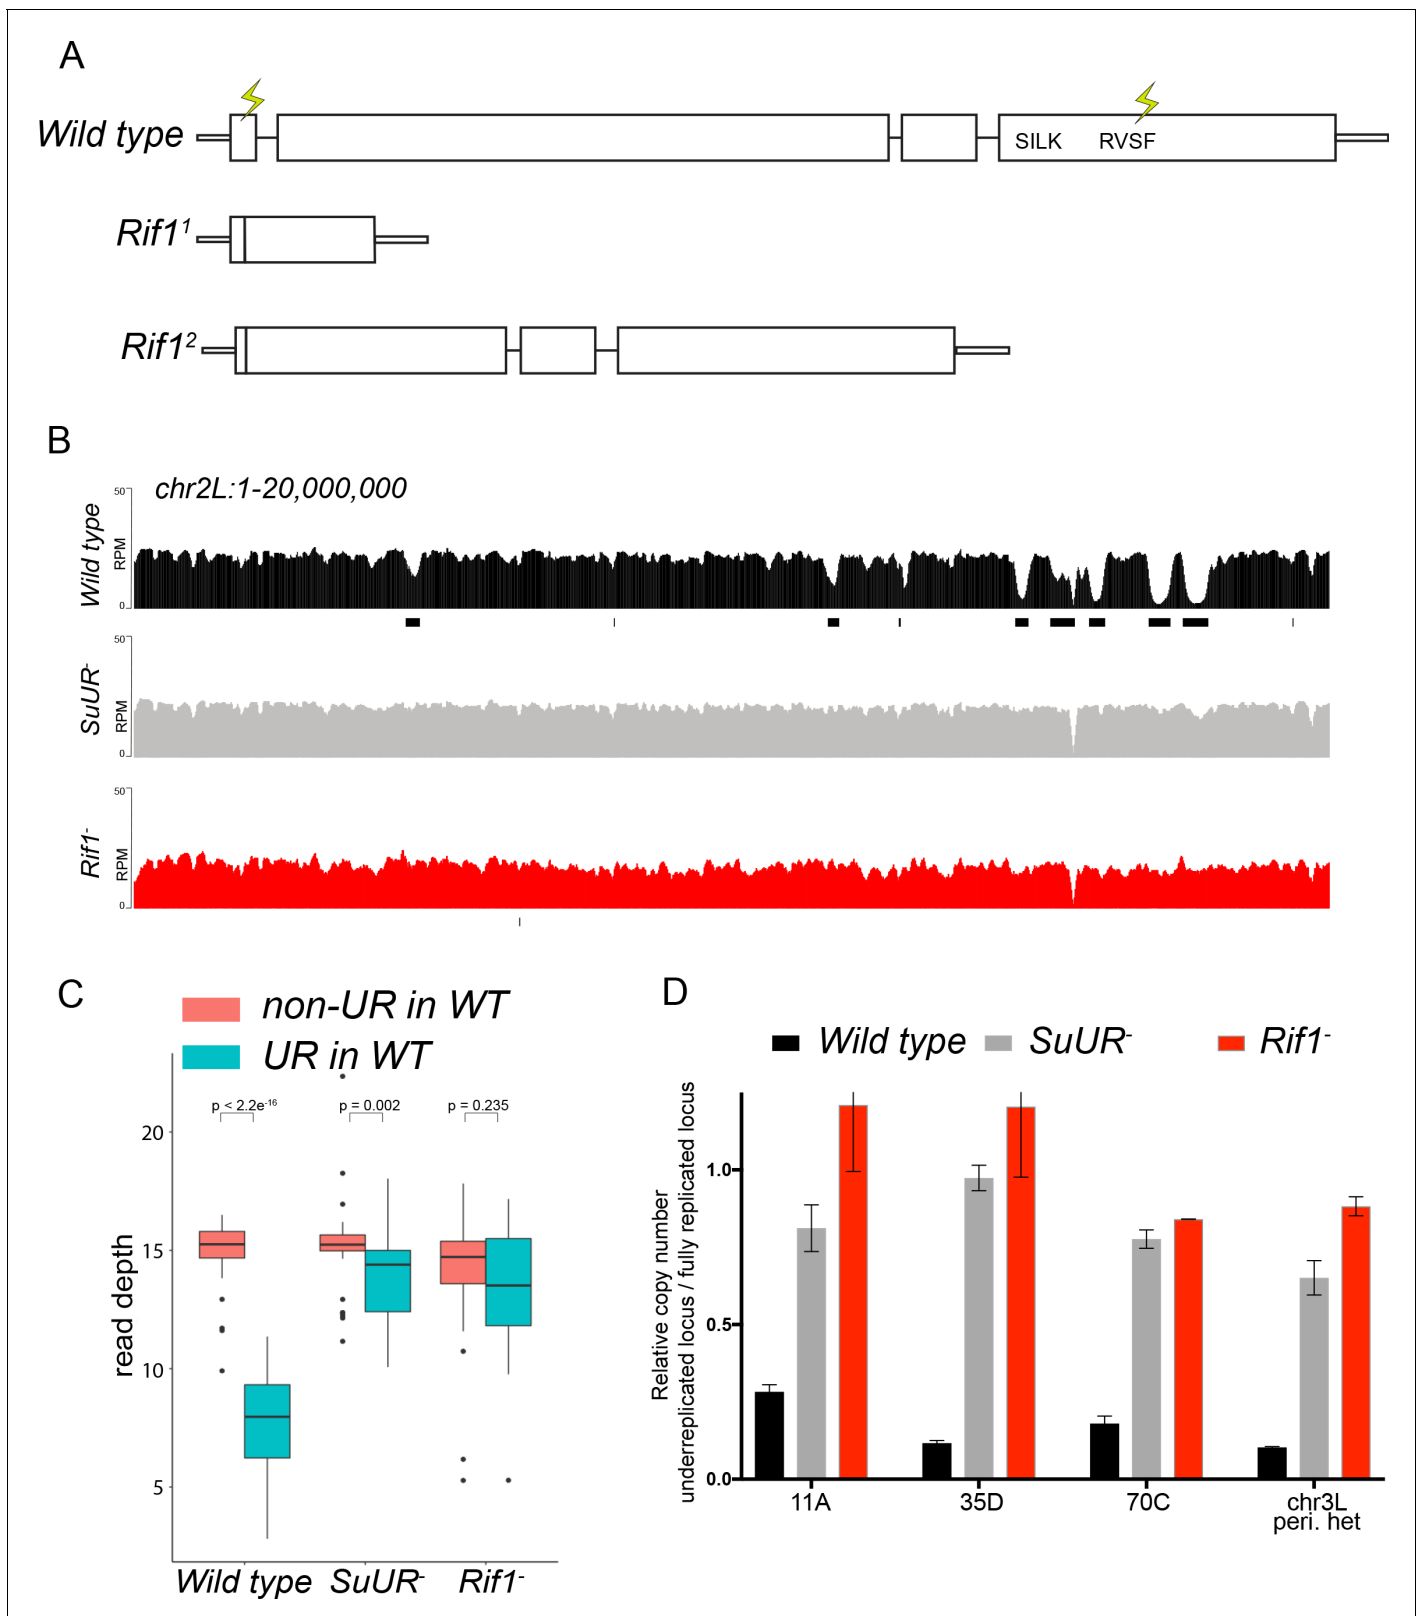 A
Wild type
SILK RVSF
Rif1¹
Rif1²
B
chr2L:1-20,000,000
Wild type
RPM
50
0
SuUR⁻
RPM
50
0
Rif1⁻
RPM
50
0
C
non-UR in WT
UR in WT
p < 2.2e⁻¹⁶
p = 0.002
p = 0.235
read depth
20
15
10
5
Wild type SuUR⁻ Rif1⁻
D
Wild type SuUR⁻ Rif1⁻
Relative copy number
underreplicated locus / fully replicated locus
1.0
0.5
0.0
11A 35D 70C chr3L
peri. het